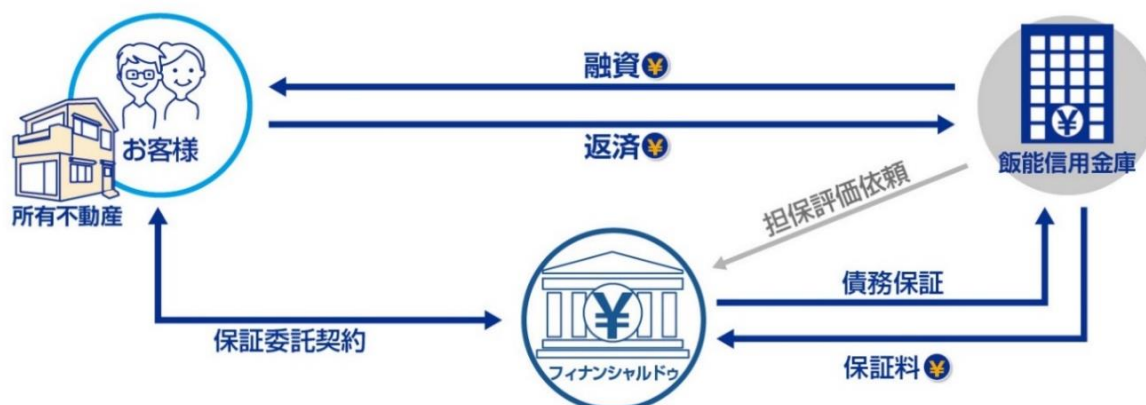 融資¥
返済¥
お客様
所有不動産
¥
飯能信用金庫
担保評価依頼
保証委託契約
¥
フィナンシャルドゥ
債務保証
保証料¥